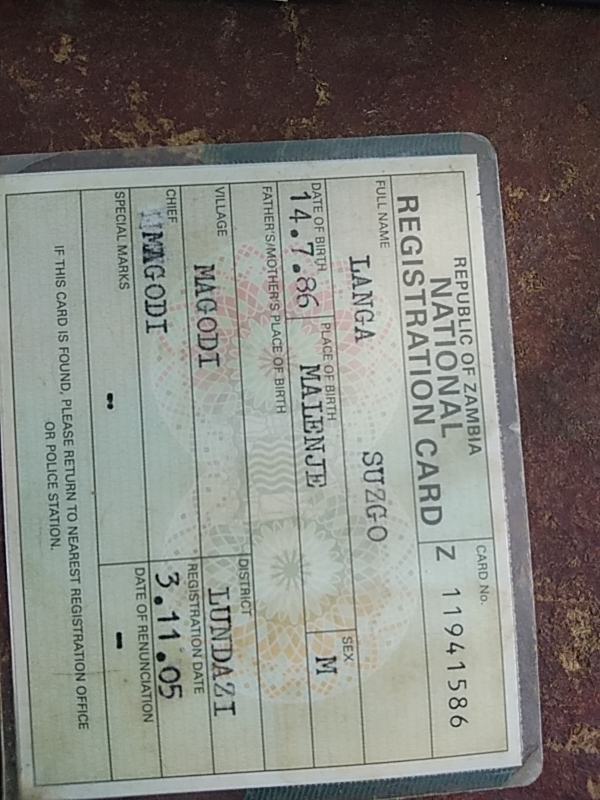 REPUBLIC OF ZAMBIA
NATIONAL
REGISTRATION CARD
CARD No.
Z 11941586
FULL NAME
LANGA SUZGO
DATE OF BIRTH PLACE OF BIRTH SEX
14.7.86 MALENJE M
FATHER'S/MOTHER'S PLACE OF BIRTH
VILLAGE DISTRICT
MAGODI LUNDAZI
CHIEF REGISTRATION DATE
MAGODI 3.11.05
SPECIAL MARKS DATE OF RENUNCIATION
-- -
IF THIS CARD IS FOUND, PLEASE RETURN TO NEAREST REGISTRATION OFFICE
OR POLICE STATION.